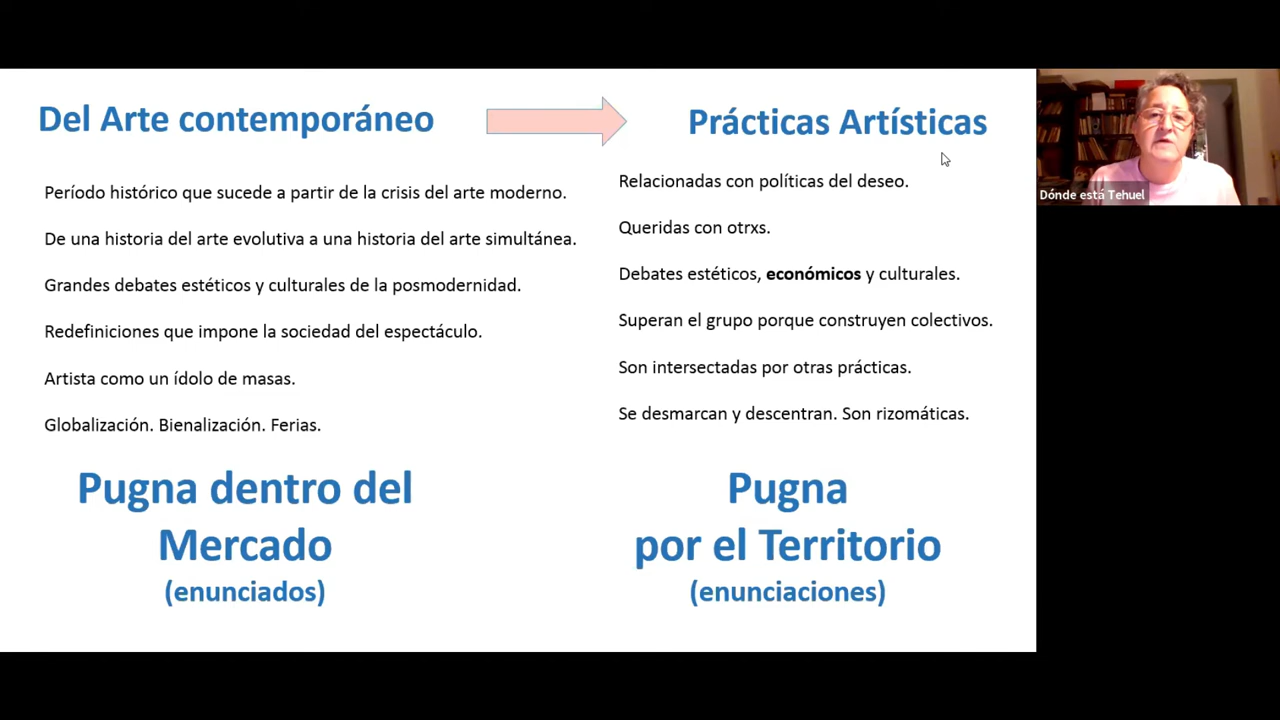 Del Arte contemporáneo
Período histórico que sucede a partir de la crisis del arte moderno.
De una historia del arte evolutiva a una historia del arte simultánea.
Grandes debates estéticos y culturales de la posmodernidad.
Redefiniciones que impone la sociedad del espectáculo.
Artista como un ídolo de masas.
Globalización. Bienalización. Ferias.
Pugna dentro del
Mercado
(enunciados)
Prácticas Artísticas
Relacionadas con políticas del deseo.
Queridas con otrxs.
Debates estéticos, económicos y culturales.
Superan el grupo porque construyen colectivos.
Son intersectadas por otras prácticas.
Se desmarcan y descentran. Son rizomáticas.
Pugna
por el Territorio
(enunciaciones)
Dónde está Tehuel